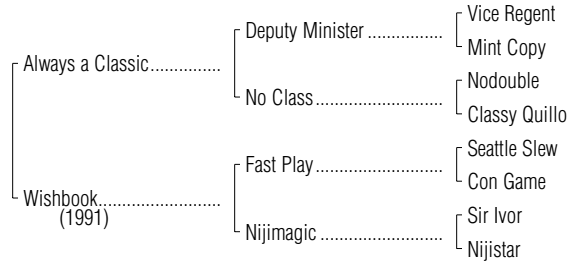 Vice Regent
Deputy Minister ...............
Mint Copy
Always a Classic..............
Nodouble
No Class..........................
Classy Quillo
Seattle Slew
Fast Play..........................
Con Game
Wishbook........................
(1991)
Sir Ivor
Nijimagic .........................
Nijistar